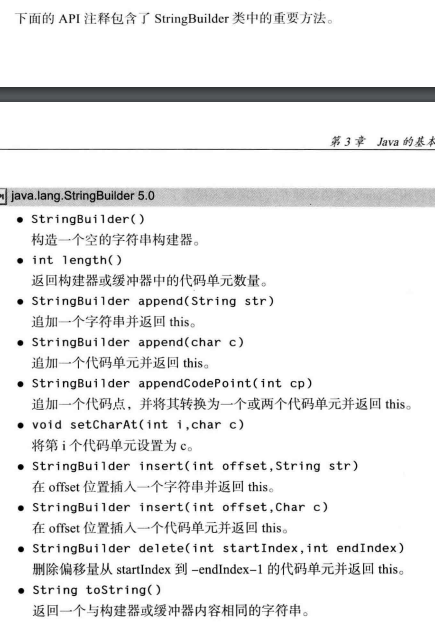 下面的 API 注释包含了 StringBuilder 类中的重要方法。
第 3 章 Java 的基本
java.lang.StringBuilder 5.0
● StringBuilder()
构造一个空的字符串构建器。
● int length()
返回构建器或缓冲器中的代码单元数量。
● StringBuilder append(String str)
追加一个字符串并返回 this。
● StringBuilder append(char c)
追加一个代码单元并返回 this。
● StringBuilder appendCodePoint(int cp)
追加一个代码点，并将其转换为一个或两个代码单元并返回 this。
● void setCharAt(int i,char c)
将第 i 个代码单元设置为 c。
● StringBuilder insert(int offset,String str)
在 offset 位置插入一个字符串并返回 this。
● StringBuilder insert(int offset,Char c)
在 offset 位置插入一个代码单元并返回 this。
● StringBuilder delete(int startIndex,int endIndex)
删除偏移量从 startIndex 到 –endIndex–1 的代码单元并返回 this。
● String toString()
返回一个与构建器或缓冲器内容相同的字符串。